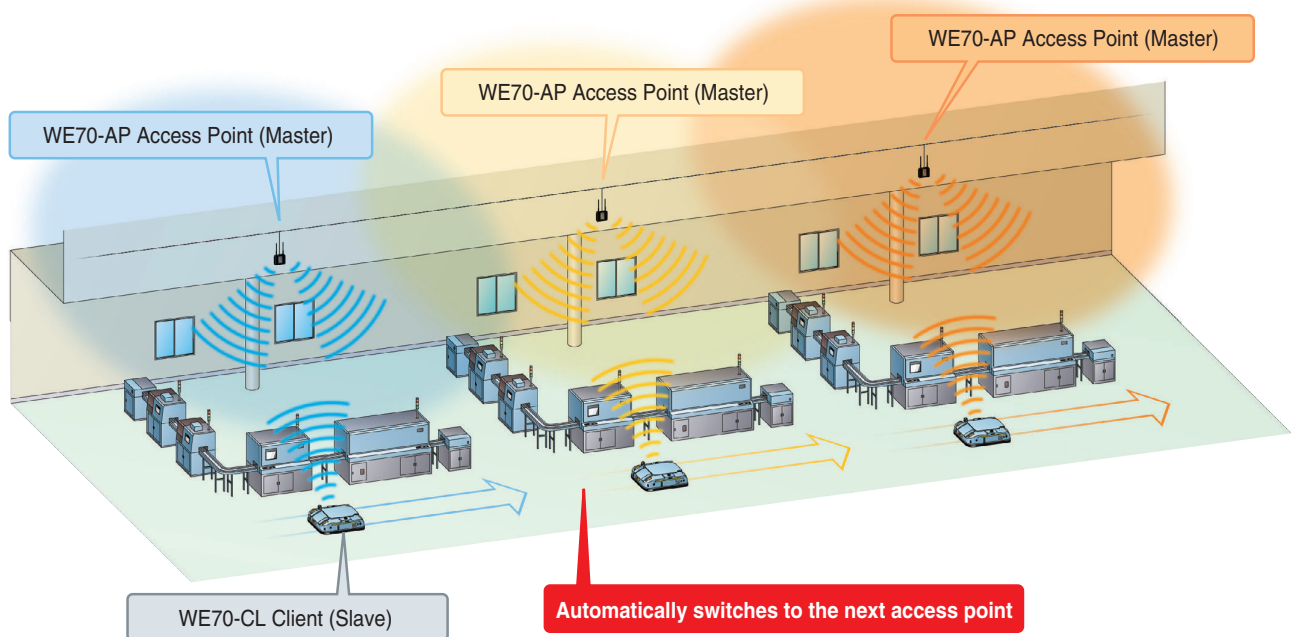 WE70-AP Access Point (Master)
WE70-AP Access Point (Master)
WE70-AP Access Point (Master)
WE70-CL Client (Slave)
Automatically switches to the next access point